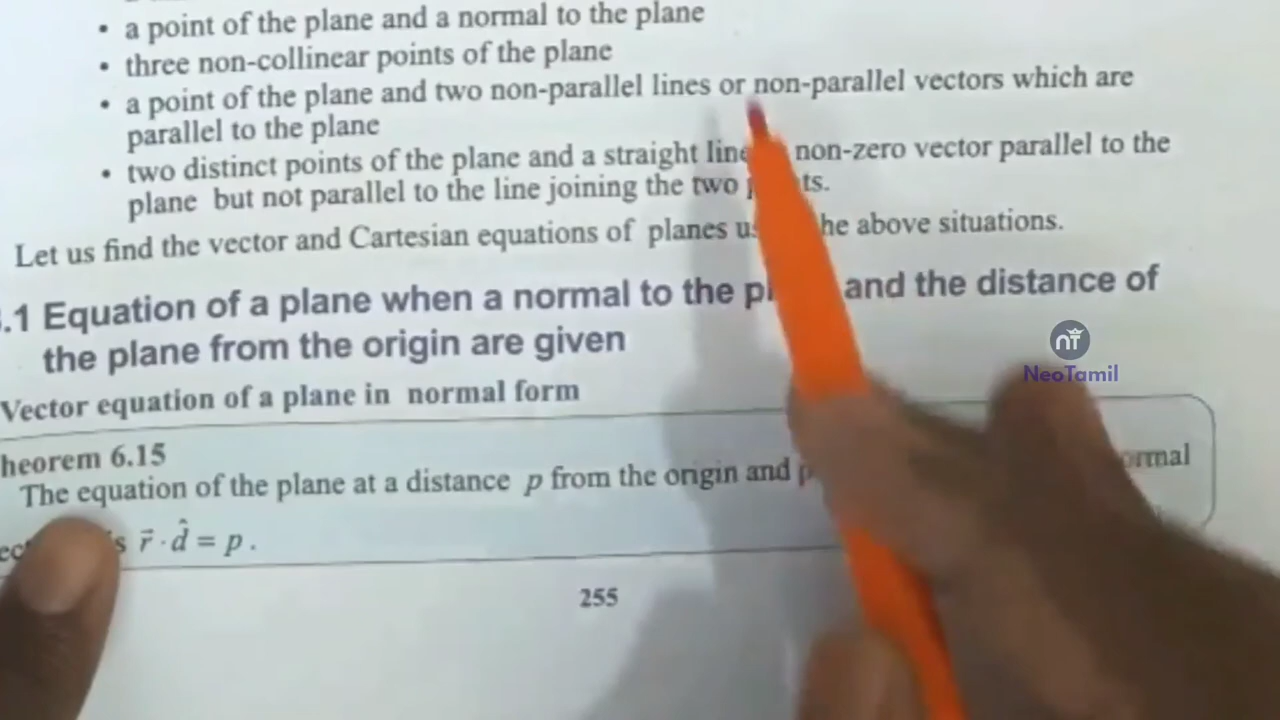 • a point of the plane and a normal to the plane
• three non-collinear points of the plane
• a point of the plane and two non-parallel lines or non-parallel vectors which are
parallel to the plane
• two distinct points of the plane and a straight line non-zero vector parallel to the
plane but not parallel to the line joining the two
Let us find the vector and Cartesian equations of planes the above situations.
.1 Equation of a plane when a normal to the and the distance of
the plane from the origin are given
NeoTamil
Vector equation of a plane in normal form
heorem 6.15
The equation of the plane at a distance p from the origin and
$\vec{r} \cdot \hat{d} = p$ .
255